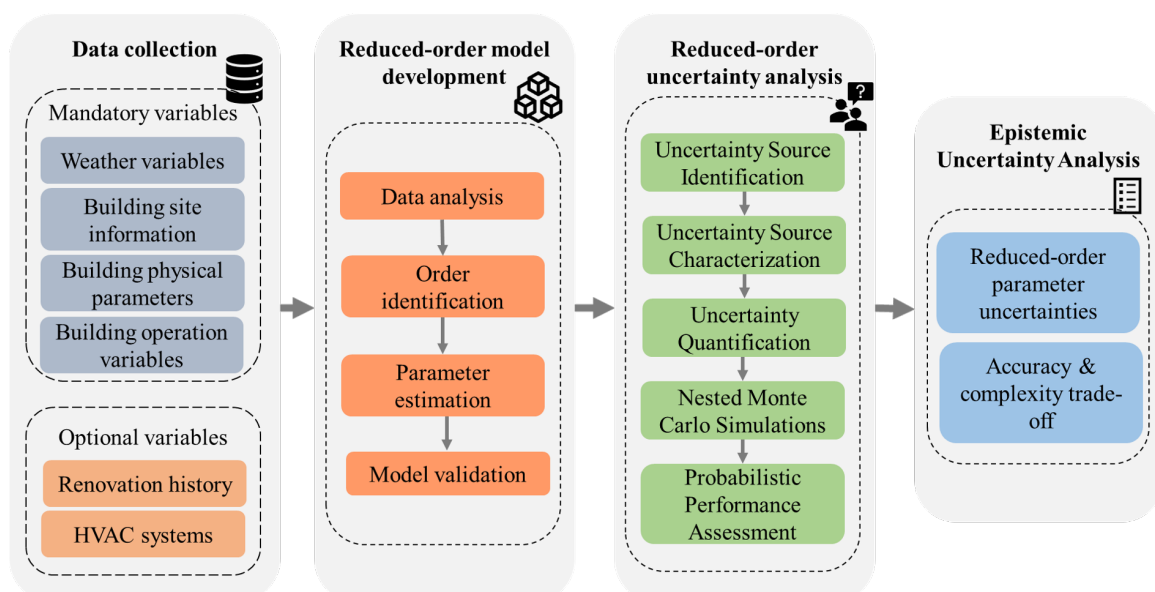 Data collection
Mandatory variables
Weather variables
Building site
information
Building physical
parameters
Building operation
variables
Optional variables
Renovation history
HVAC systems
Reduced-order model
development
Data analysis
Order
identification
Parameter
estimation
Model validation
Reduced-order
uncertainty analysis
?
Uncertainty Source
Identification
Uncertainty Source
Characterization
Uncertainty
Quantification
Nested Monte
Carlo Simulations
Probabilistic
Performance
Assessment
Epistemic
Uncertainty Analysis
Reduced-order
parameter
uncertainties
Accuracy &
complexity trade-
off